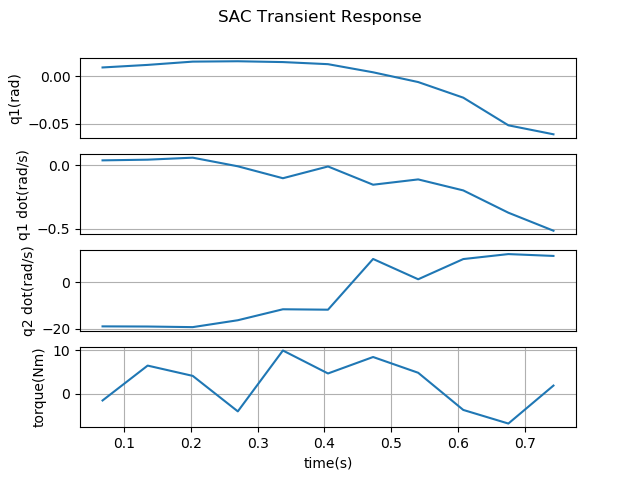 SAC Transient Response
0.00
−0.05
q1(rad)
0.0
−0.5
q1 dot(rad/s)
0
−20
q2 dot(rad/s)
10
0
torque(Nm)
0.1 0.2 0.3 0.4 0.5 0.6 0.7
time(s)